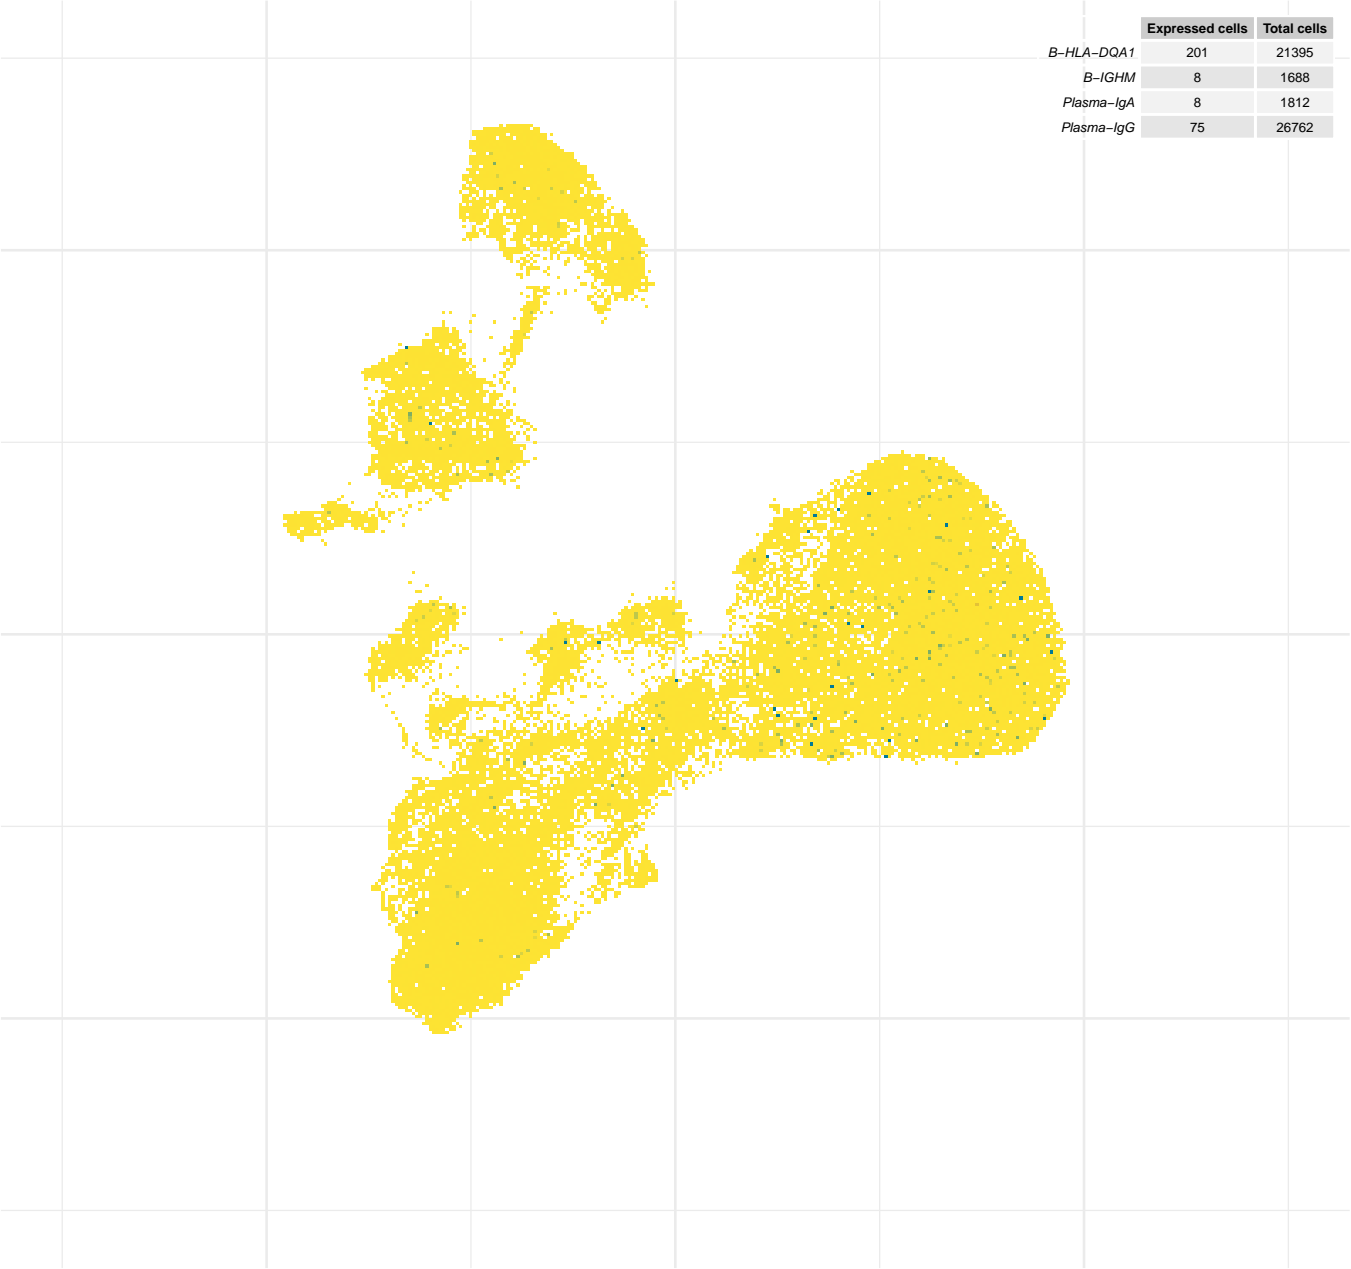 Expressed cells Total cells
B−HLA−DQA1 201 21395
B−IGHM 8 1688
Plasma−IgA 8 1812
Plasma−IgG 75 26762